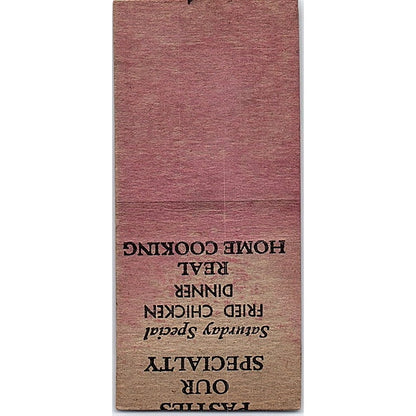 PASTIES
OUR
SPECIALTY
Saturday Special
FRIED CHICKEN
DINNER
REAL
HOME COOKING